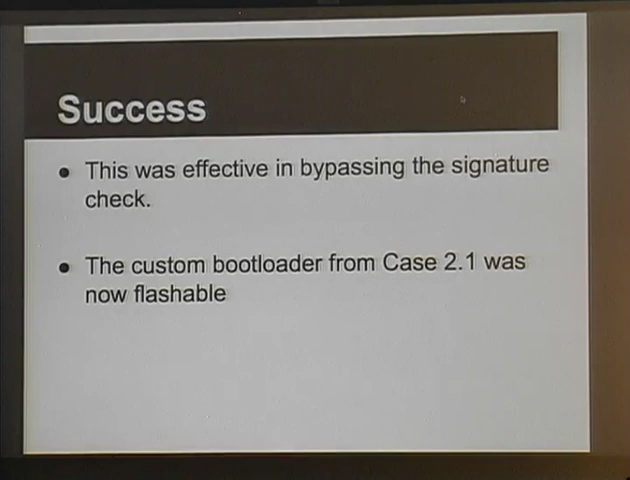 Success
• This was effective in bypassing the signature
check.
• The custom bootloader from Case 2.1 was
now flashable